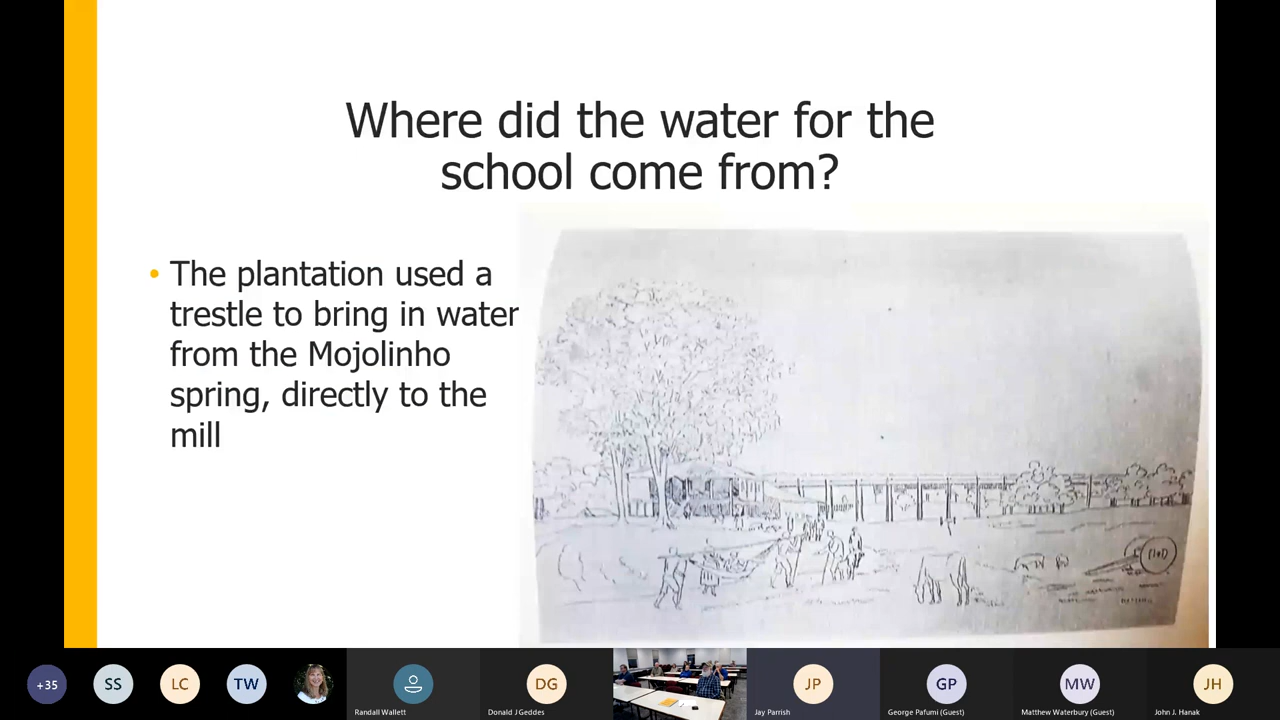 Where did the water for the
school come from?
• The plantation used a
trestle to bring in water
from the Mojolinho
spring, directly to the
mill
+35
SS
LC
TW
DG
JP
GP
MW
JH
Randall Wallett
Donald J Geddes
Jay Parrish
George Pafumi (Guest)
Matthew Waterbury (Guest)
John J. Hanak